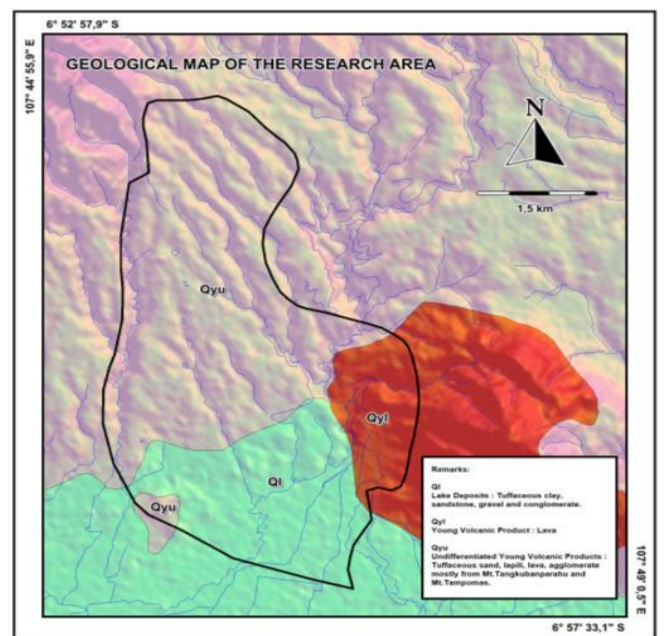 6° 52' 57,9" S
107° 44' 55,9" E
GEOLOGICAL MAP OF THE RESEARCH AREA
N
1,5 km
Qyu
Qyl
Ql
Qyu
Remarks:
Ql
Lake Deposits : Tuffaceous clay,
sandstone, gravel and conglomerate.
Qyl
Young Volcanic Product : Lava
Qyu
Undifferentiated Young Volcanic Products :
Tuffaceous sand, lapili, lava, agglomerate
mostly from Mt.Tangkubanparahu and
Mt.Tampomas.
107° 49' 0,5" E
6° 57' 33,1" S